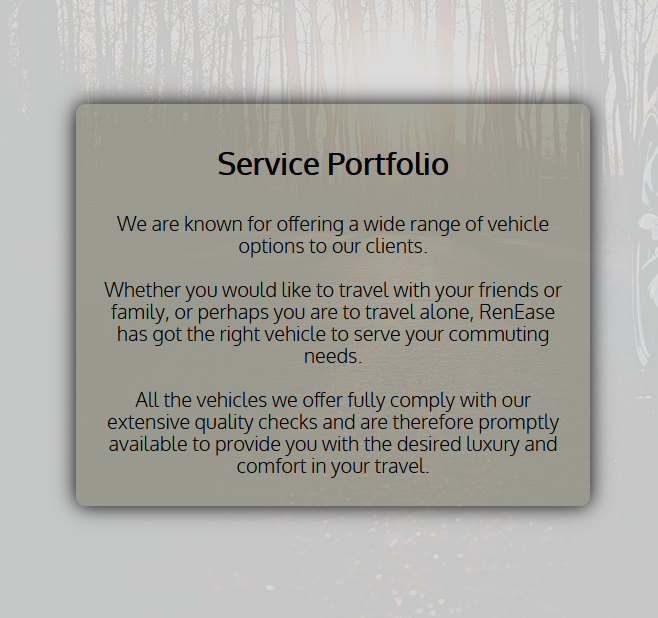 Service Portfolio
We are known for offering a wide range of vehicle
options to our clients.
Whether you would like to travel with your friends or
family, or perhaps you are to travel alone, RenEase
has got the right vehicle to serve your commuting
needs.
All the vehicles we offer fully comply with our
extensive quality checks and are therefore promptly
available to provide you with the desired luxury and
comfort in your travel.